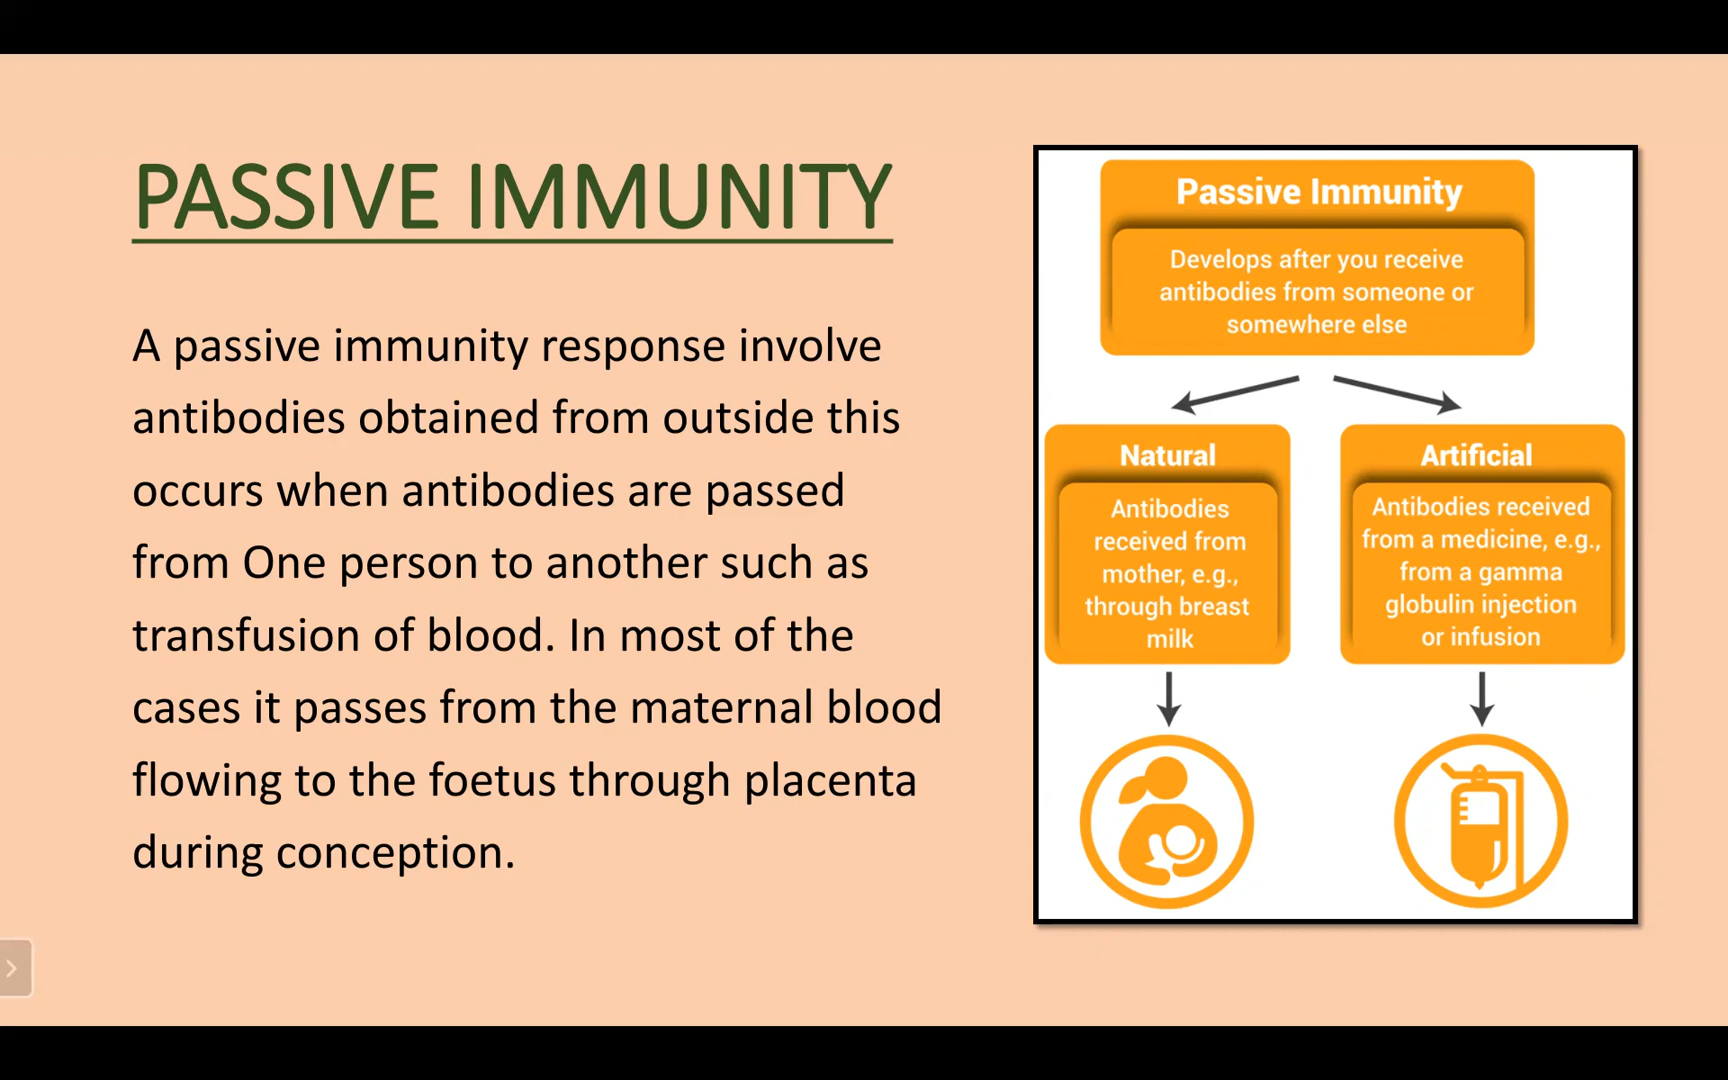 PASSIVE IMMUNITY
A passive immunity response involve
antibodies obtained from outside this
occurs when antibodies are passed
from One person to another such as
transfusion of blood. In most of the
cases it passes from the maternal blood
flowing to the foetus through placenta
during conception.
Passive Immunity
Develops after you receive
antibodies from someone or
somewhere else
Natural
Antibodies
received from
mother, e.g.,
through breast
milk
Artificial
Antibodies received
from a medicine, e.g.,
from a gamma
globulin injection
or infusion